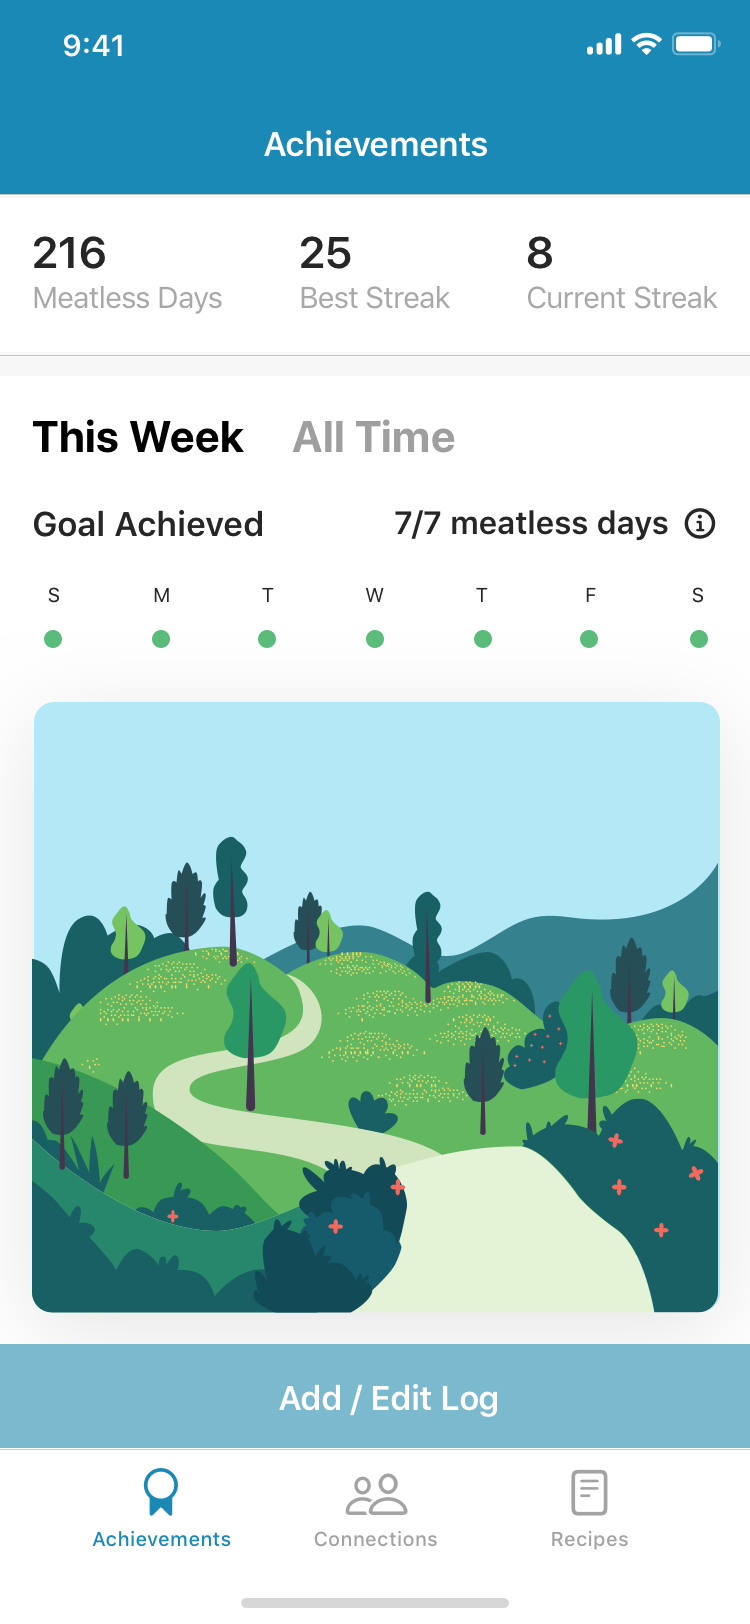 9:41
Achievements
216 25 8
Meatless Days Best Streak Current Streak
This Week All Time
Goal Achieved 7/7 meatless days
S M T W T F S
Add / Edit Log
Achievements Connections Recipes